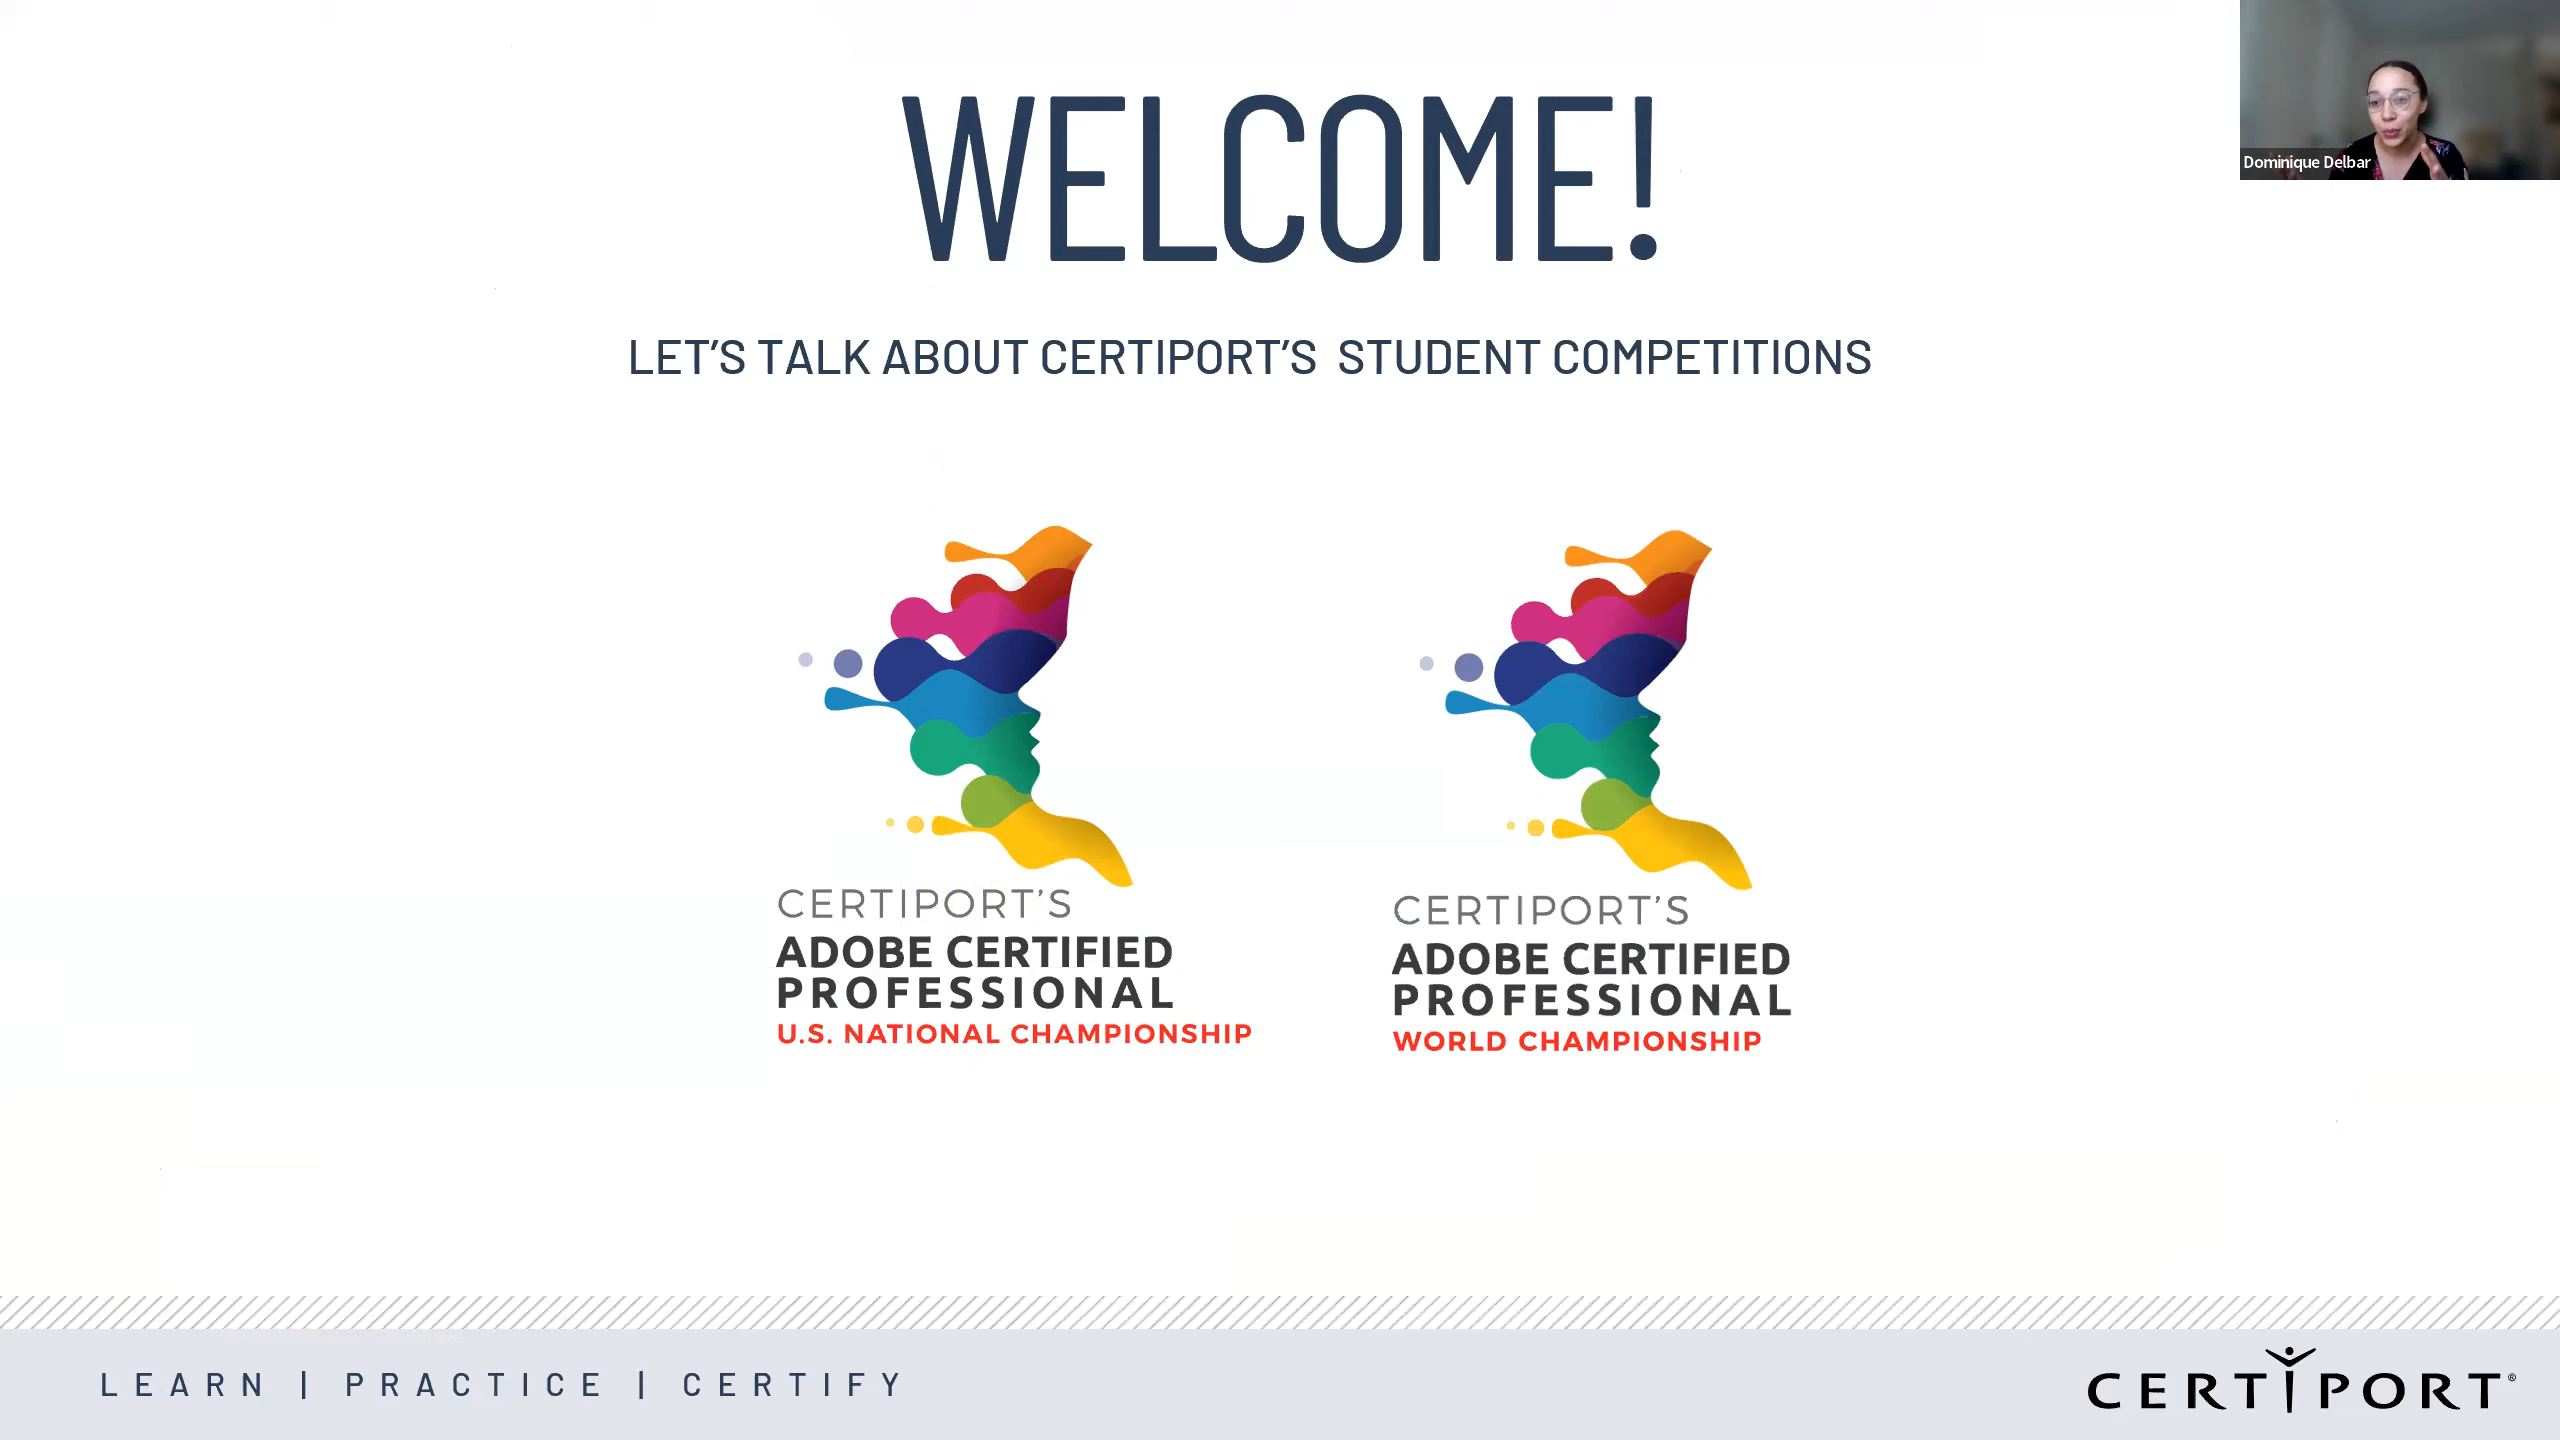 WELCOME!
Dominique Delbar
LET’S TALK ABOUT CERTIPORT’S STUDENT COMPETITIONS
CERTIPORT’S
ADOBE CERTIFIED
PROFESSIONAL
U.S. NATIONAL CHAMPIONSHIP
CERTIPORT’S
ADOBE CERTIFIED
PROFESSIONAL
WORLD CHAMPIONSHIP
LEARN | PRACTICE | CERTIFY
CERTIPORT®